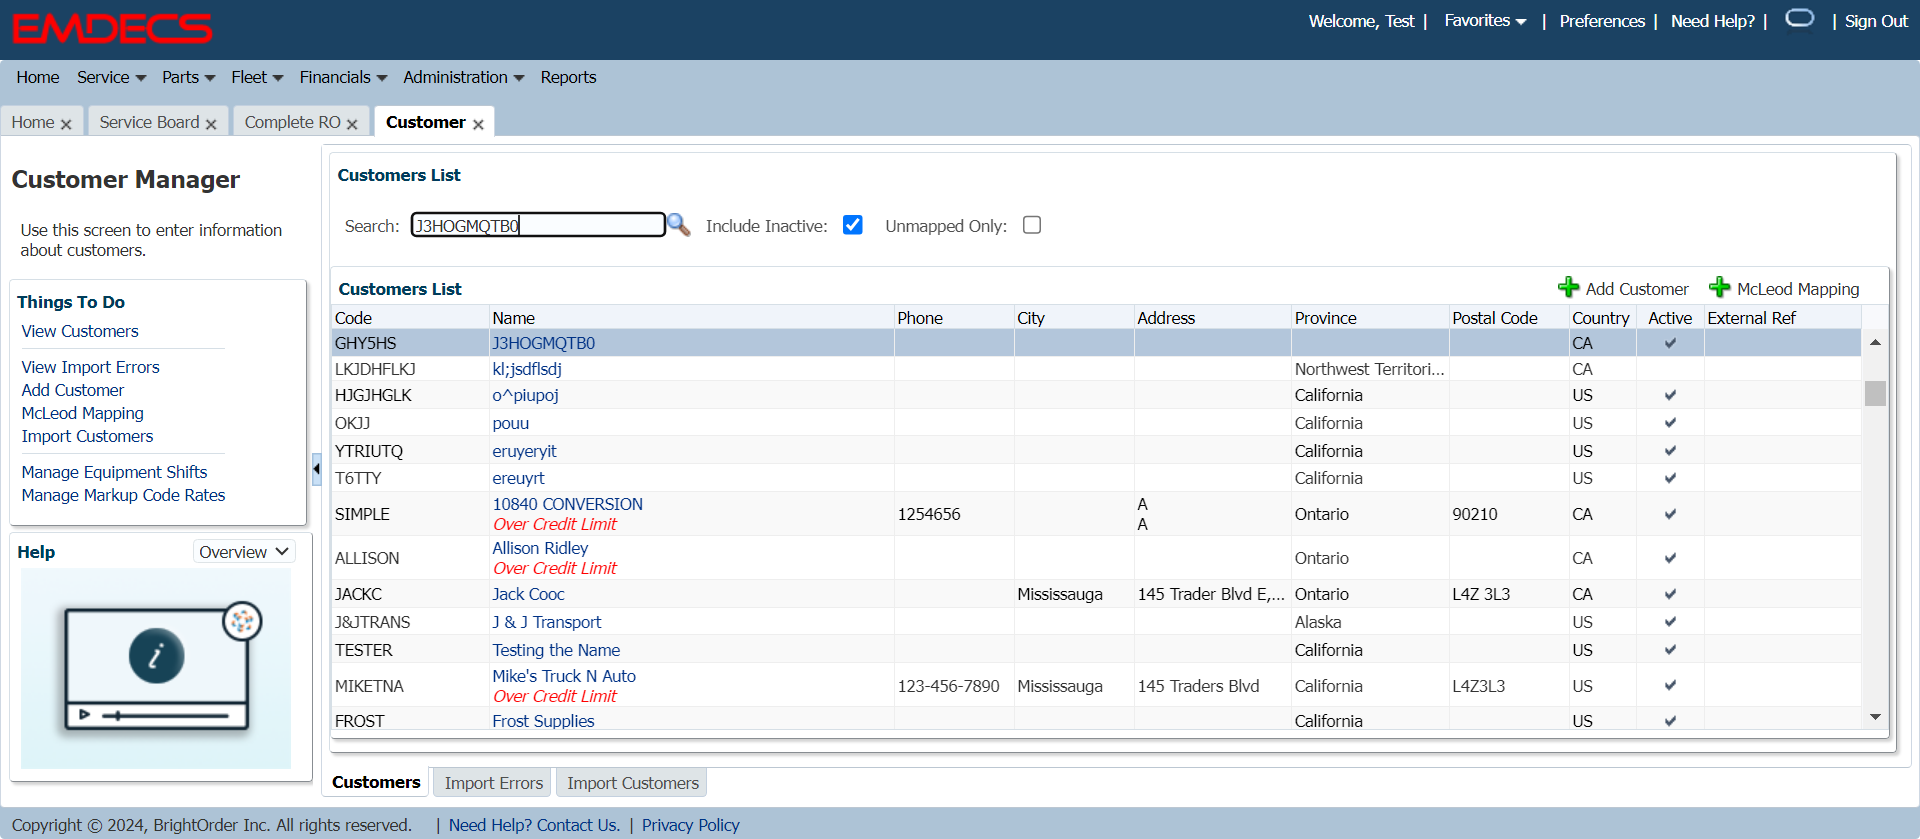 EMDECS
Welcome, Test | Favorites | Preferences | Need Help? | | Sign Out
Home Service Parts Fleet Financials Administration Reports
Home Service Board Complete RO Customer
Customer Manager
Use this screen to enter information
about customers.
Things To Do
View Customers
View Import Errors
Add Customer
McLeod Mapping
Import Customers
Manage Equipment Shifts
Manage Markup Code Rates
Help Overview
i
Customers List
Search: J3HOGMQTB0 Include Inactive: Unmapped Only:
Customers List Add Customer McLeod Mapping
Code Name Phone City Address Province Postal Code Country Active External Ref
GHY5HS J3HOGMQTB0 CA
LKJDHFLKJ kl;jsdflsdj Northwest Territori... CA
HJGJHGLK o^piupoj California US
OKJJ pouu California US
YTRIUTQ eruyeryit California US
T6TTY ereuyrt California US
SIMPLE 10840 CONVERSION 1254656 A Ontario 90210 CA
Over Credit Limit A
ALLISON Allison Ridley Ontario CA
Over Credit Limit
JACKC Jack Cooc Mississauga 145 Trader Blvd E,... Ontario L4Z 3L3 CA
J&JTRANS J & J Transport Alaska US
TESTER Testing the Name California US
MIKETNA Mike's Truck N Auto 123-456-7890 Mississauga 145 Traders Blvd California L4Z3L3 US
Over Credit Limit
FROST Frost Supplies California US
Customers Import Errors Import Customers
Copyright © 2024, BrightOrder Inc. All rights reserved. | Need Help? Contact Us. | Privacy Policy